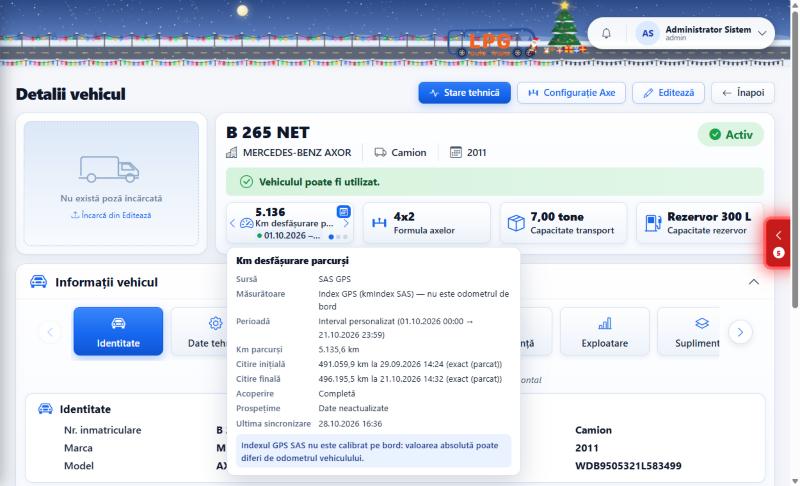 LPG
AS
Administrator Sistem
admin
Detalii vehicul
Stare tehnică
Configurație Axe
Editează
← Înapoi
Nu există poză încărcată
Încarcă din Editează
B 265 NET
Activ
MERCEDES-BENZ AXOR
Camion
2011
Vehiculul poate fi utilizat.
5.136
Km desfășurare p...
01.10.2026 –...
4x2
Formula axelor
7,00 tone
Capacitate transport
Rezervor 300 L
Capacitate rezervor
5
Km desfășurare parcurși
Sursă SAS GPS
Măsurătoare Index GPS (kmIndex SAS) — nu este odometrul de
bord
Perioadă Interval personalizat (01.10.2026 00:00 →
21.10.2026 23:59)
Km parcurși 5.135,6 km
Citire inițială 491.059,9 km la 29.09.2026 14:24 (exact (parcat))
Citire finală 496.195,5 km la 21.10.2026 14:32 (exact (parcat))
Acoperire Completă
Prospețime Date neactualizate
Ultima sincronizare 28.10.2026 16:36
Indexul GPS SAS nu este calibrat pe bord: valoarea absolută poate
diferi de odometrul vehiculului.
Informații vehicul
Identitate
Date teh
nță
Exploatare
Supliment
ontal
Identitate
Nr. inmatriculare B
Camion
Marca M
2011
Model AX
WDB9505321L583499